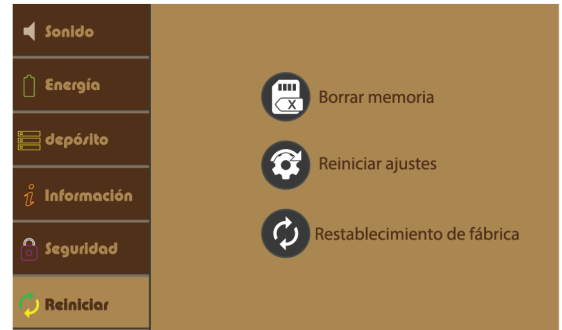 Sonido
Energía
depósito
Información
Seguridad
Reiniciar
Borrar memoria
Reiniciar ajustes
Restablecimiento de fábrica